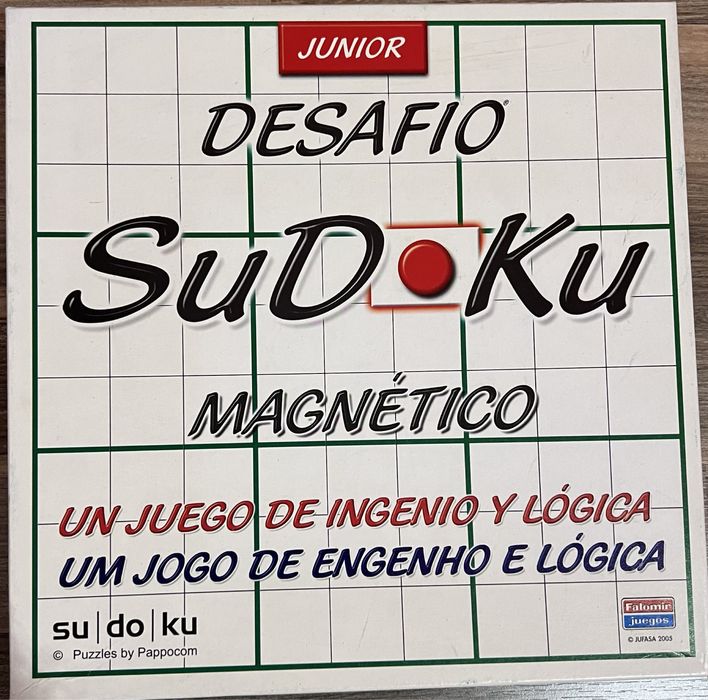 JUNIOR
DESAFIO®
SuDoKu
MAGNÉTICO
UN JUEGO DE INGENIO Y LÓGICA
UM JOGO DE ENGENHO E LÓGICA
su|do|ku
© Puzzles by Pappocom
Falomir
juegos
© JUFASA 2005